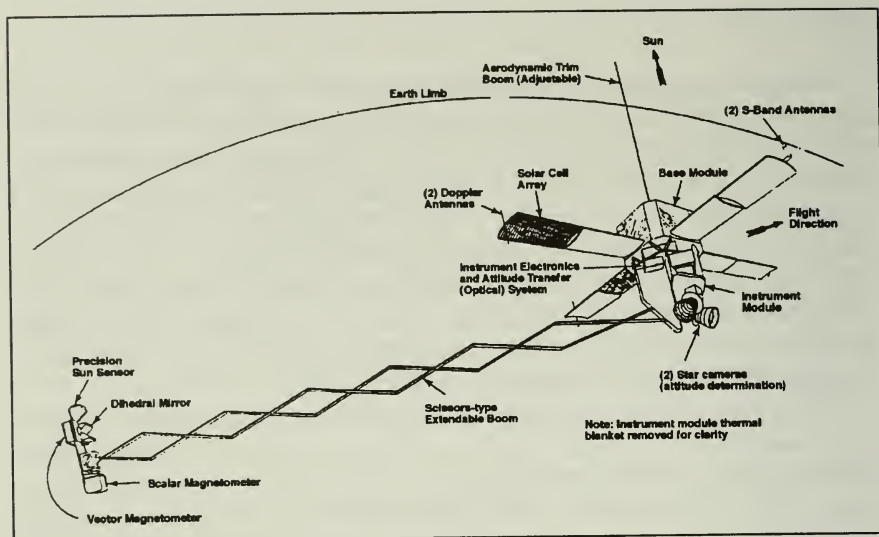 Sun
Aerodynamic Trim
Boom (Adjustable)
Earth Limb
(2) S-Band Antennas
Solar Cell
Array
Base Module
(2) Doppler
Antennas
Flight
Direction
Instrument Electronics
and Attitude Transfer
(Optical) System
Instrument
Module
Precision
Sun Sensor
(2) Star cameras
(attitude determination)
Dihedral Mirror
Scissors-type
Extendable Boom
Note: Instrument module thermal
blanket removed for clarity
Scalar Magnetometer
Vector Magnetometer